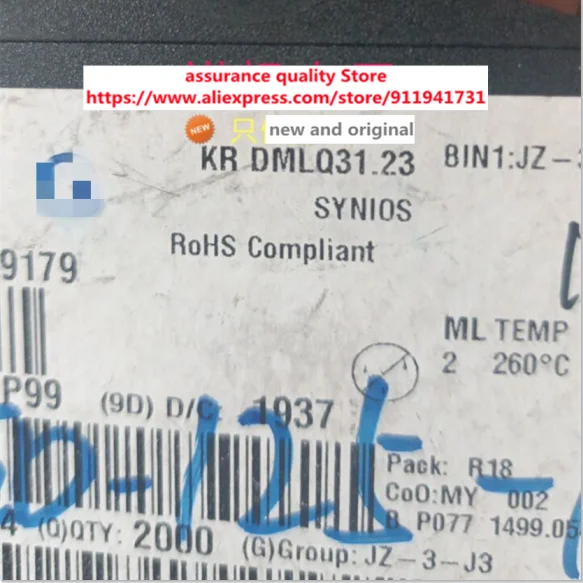 assurance quality Store
https://www.aliexpress.com/store/911941731
NEW
new and original
KR DMLQ31.23
BIN1:JZ-
SYNIOS
RoHS Compliant
9179
ML TEMP
2 260°C
P99
(9D) D/C: 1937
Pack: R18
CoO:MY 002
P077 1499.05
4 (Q)QTY: 2000
(G)Group: JZ-3-J3